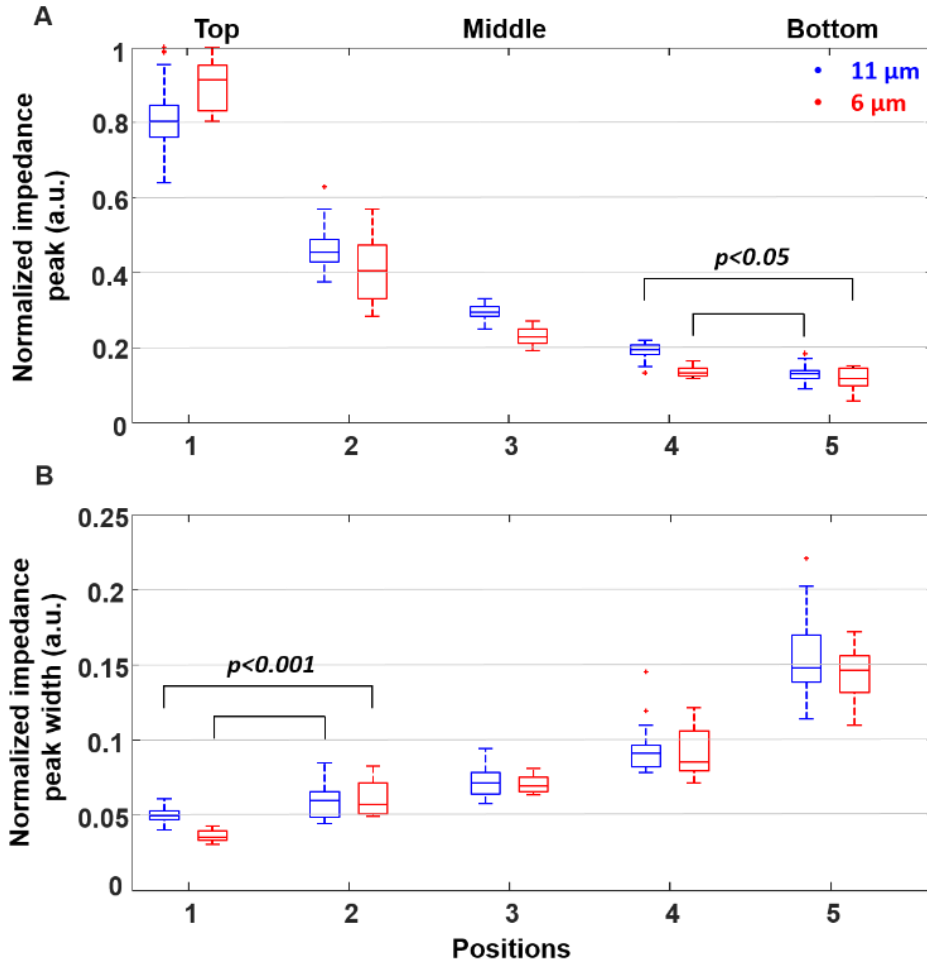 A
Top Middle Bottom
1
0.8
0.6
0.4
0.2
0
Normalized impedance
peak (a.u.)
11 µm
6 µm
p<0.05
1 2 3 4 5
B
0.25
0.2
0.15
0.1
0.05
0
Normalized impedance
peak width (a.u.)
p<0.001
1 2 3 4 5
Positions